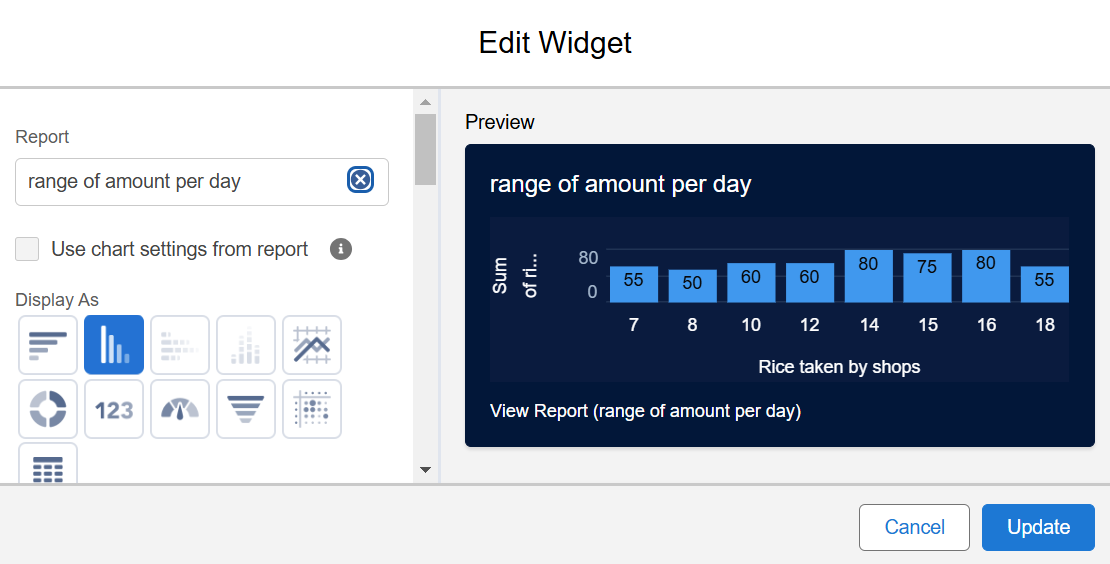 Edit Widget
Report
range of amount per day
Use chart settings from report
Display As
123
Preview
range of amount per day
Sum
of ri...
80
0
55
50
60
60
80
75
80
55
7
8
10
12
14
15
16
18
Rice taken by shops
View Report (range of amount per day)
Cancel
Update